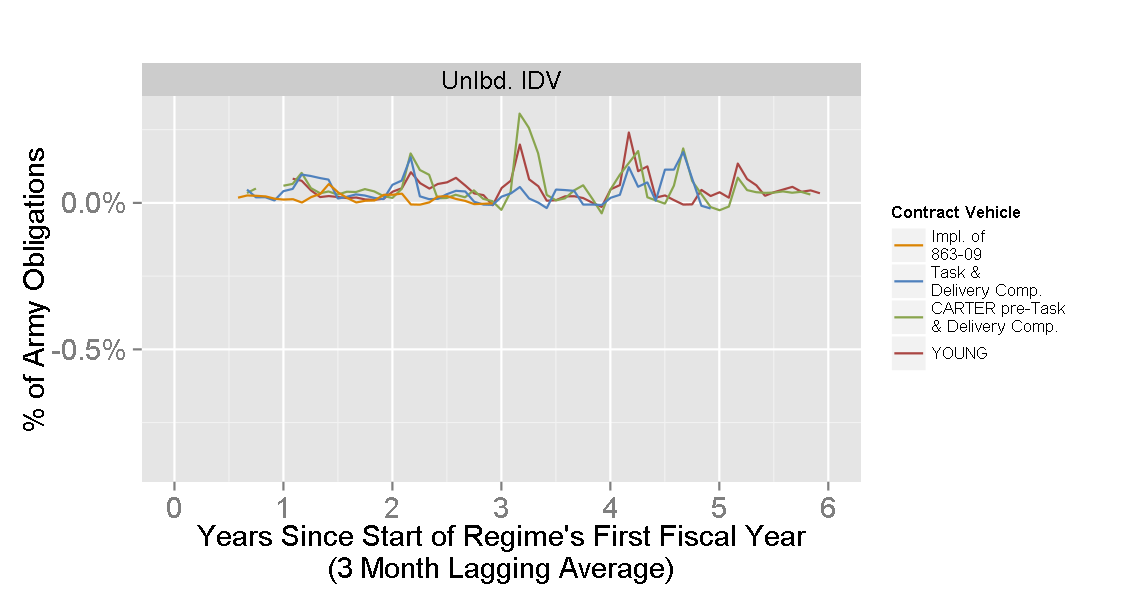 Unlbd. IDV
% of Army Obligations
0.0%
-0.5%
0 1 2 3 4 5 6
Years Since Start of Regime's First Fiscal Year
(3 Month Lagging Average)
Contract Vehicle
Impl. of
863-09
Task &
Delivery Comp.
CARTER pre-Task
& Delivery Comp.
YOUNG